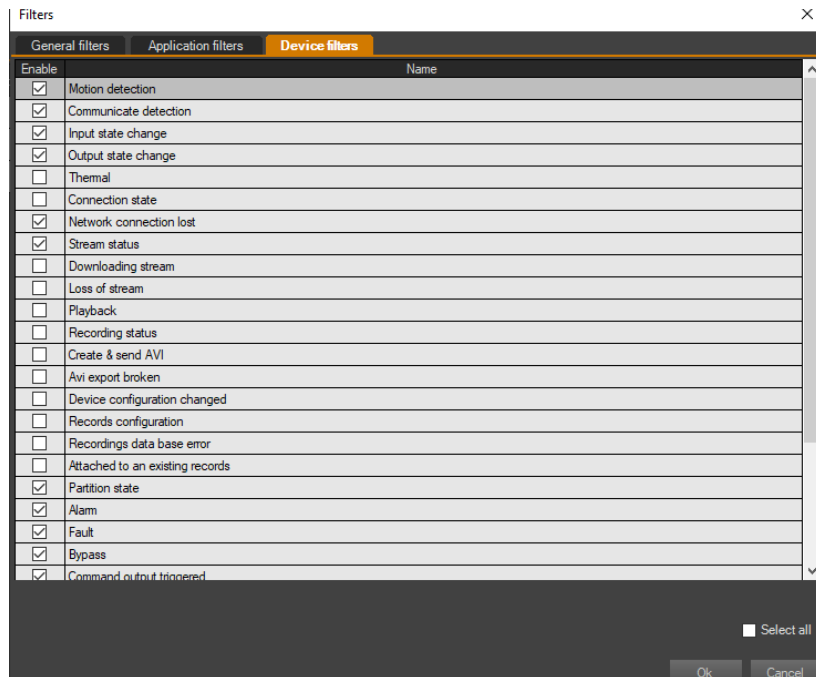 Filters
General filters Application filters Device filters
Enable Name
Motion detection
Communicate detection
Input state change
Output state change
Thermal
Connection state
Network connection lost
Stream status
Downloading stream
Loss of stream
Playback
Recording status
Create & send AVI
Avi export broken
Device configuration changed
Records configuration
Recordings data base error
Attached to an existing records
Partition state
Alarm
Fault
Bypass
Command output triggered
Select all
Ok Cancel